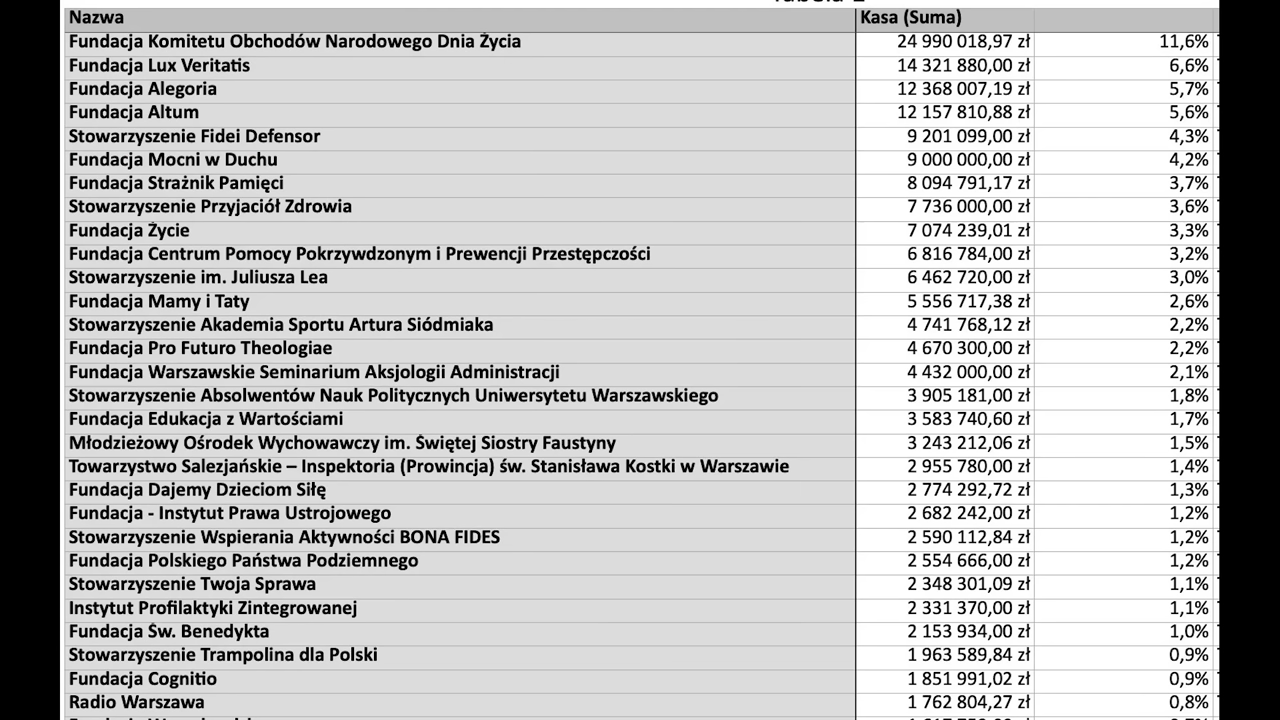 Nazwa Kasa (Suma)
Fundacja Komitetu Obchodów Narodowego Dnia Życia 24 990 018,97 zł 11,6%
Fundacja Lux Veritatis 14 321 880,00 zł 6,6%
Fundacja Alegoria 12 368 007,19 zł 5,7%
Fundacja Altum 12 157 810,88 zł 5,6%
Stowarzyszenie Fidei Defensor 9 201 099,00 zł 4,3%
Fundacja Mocni w Duchu 9 000 000,00 zł 4,2%
Fundacja Strażnik Pamięci 8 094 791,17 zł 3,7%
Stowarzyszenie Przyjaciół Zdrowia 7 736 000,00 zł 3,6%
Fundacja Życie 7 074 239,01 zł 3,3%
Fundacja Centrum Pomocy Pokrzywdzonym i Prewencji Przestępczości 6 816 784,00 zł 3,2%
Stowarzyszenie im. Juliusza Lea 6 462 720,00 zł 3,0%
Fundacja Mamy i Taty 5 556 717,38 zł 2,6%
Stowarzyszenie Akademia Sportu Artura Siódmiaka 4 741 768,12 zł 2,2%
Fundacja Pro Futuro Theologiae 4 670 300,00 zł 2,2%
Fundacja Warszawskie Seminarium Aksjologii Administracji 4 432 000,00 zł 2,1%
Stowarzyszenie Absolwentów Nauk Politycznych Uniwersytetu Warszawskiego 3 905 181,00 zł 1,8%
Fundacja Edukacja z Wartościami 3 583 740,60 zł 1,7%
Młodzieżowy Ośrodek Wychowawczy im. Świętej Siostry Faustyny 3 243 212,06 zł 1,5%
Towarzystwo Salezjańskie – Inspektoria (Prowincja) św. Stanisława Kostki w Warszawie 2 955 780,00 zł 1,4%
Fundacja Dajemy Dzieciom Siłę 2 774 292,72 zł 1,3%
Fundacja - Instytut Prawa Ustrojowego 2 682 242,00 zł 1,2%
Stowarzyszenie Wspierania Aktywności BONA FIDES 2 590 112,84 zł 1,2%
Fundacja Polskiego Państwa Podziemnego 2 554 666,00 zł 1,2%
Stowarzyszenie Twoja Sprawa 2 348 301,09 zł 1,1%
Instytut Profilaktyki Zintegrowanej 2 331 370,00 zł 1,1%
Fundacja Św. Benedykta 2 153 934,00 zł 1,0%
Stowarzyszenie Trampolina dla Polski 1 963 589,84 zł 0,9%
Fundacja Cognitio 1 851 991,02 zł 0,9%
Radio Warszawa 1 762 804,27 zł 0,8%